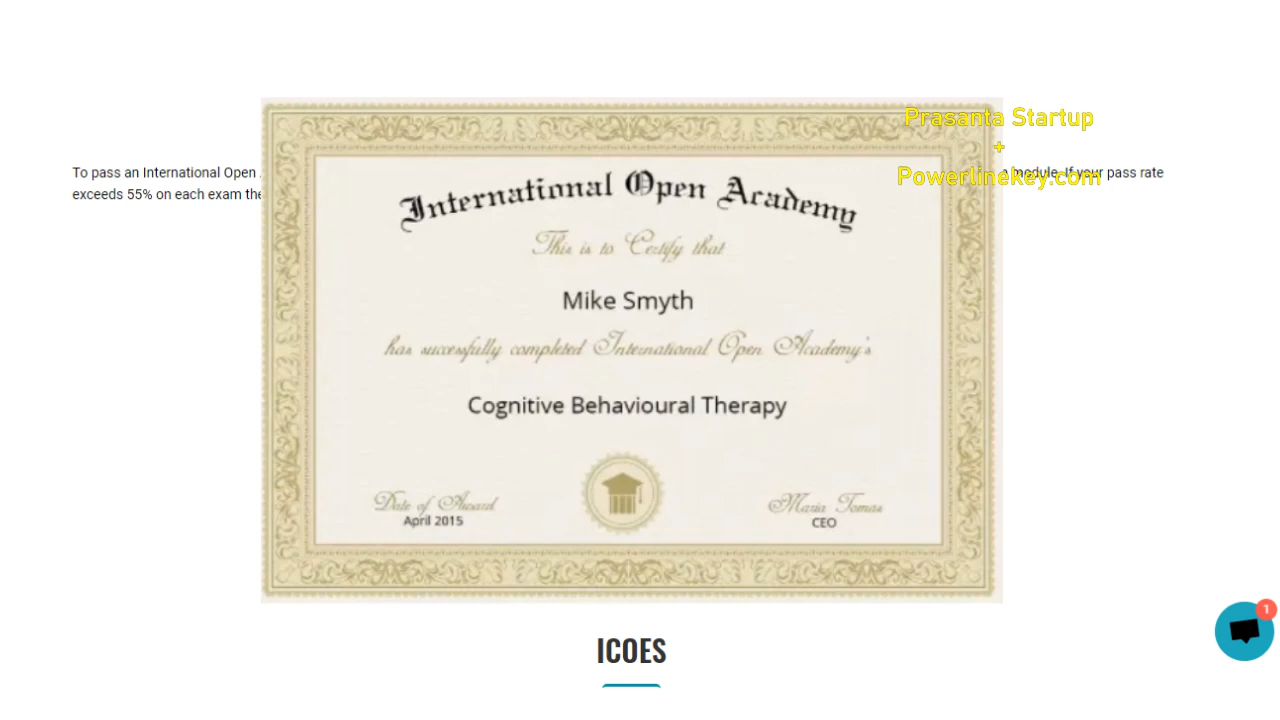 Prasanta Startup
+
Powerlinekey.com
To pass an International Open module. If your pass rate
exceeds 55% on each exam the
International Open Academy
This is to Certify that
Mike Smyth
has successfully completed International Open Academy's
Cognitive Behavioural Therapy
Date of Award
April 2015
Maria Tomas
CEO
ICOES
1